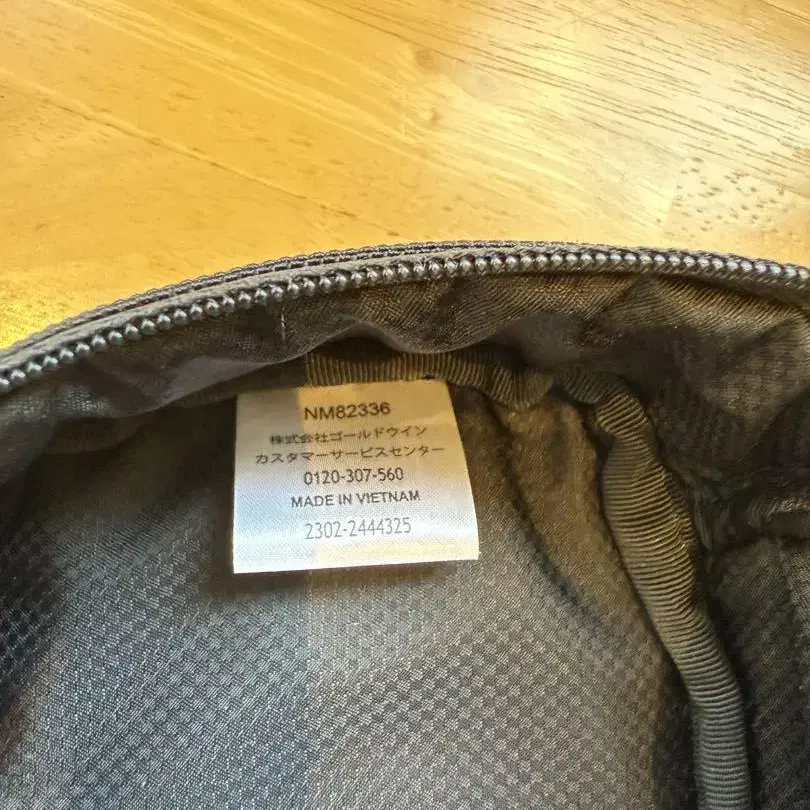 NM82336
株式会社ゴールドウイン
カスタマーサービスセンター
0120-307-560
MADE IN VIETNAM
2302-2444325